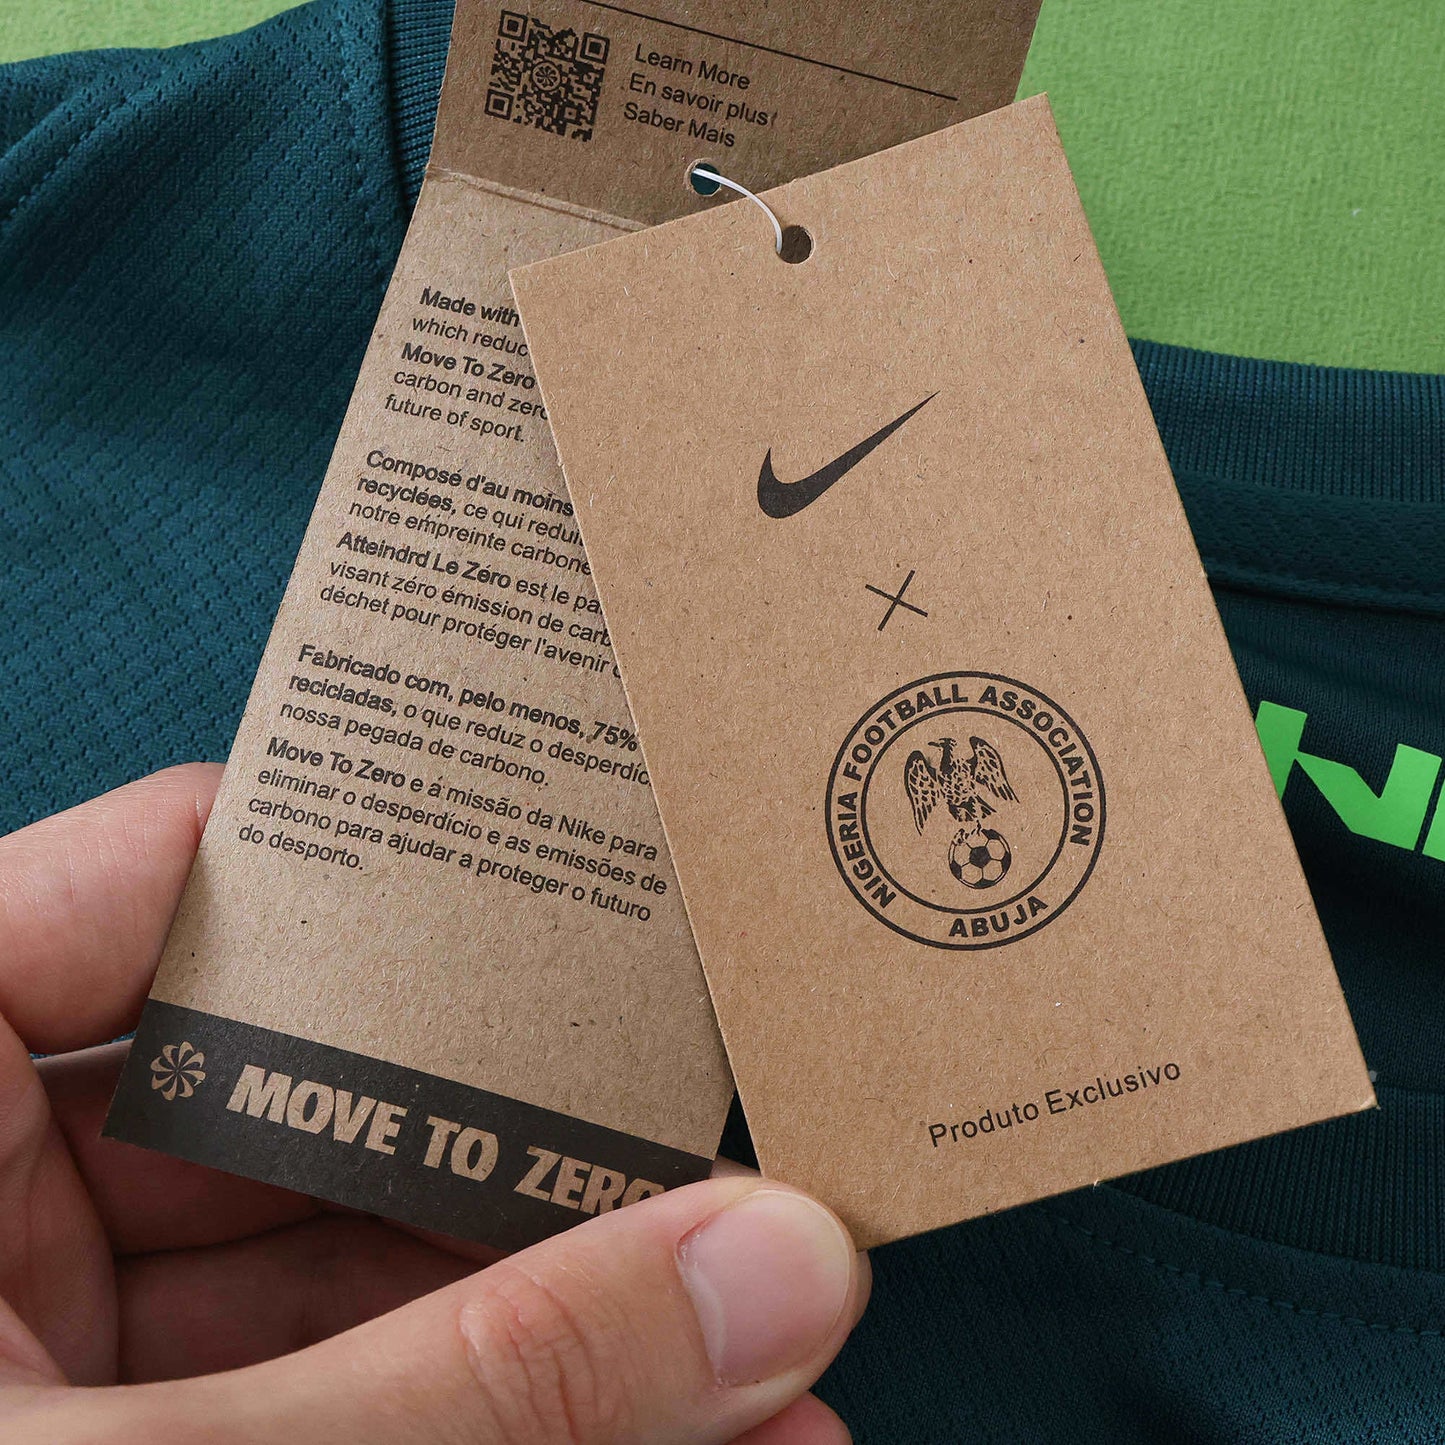 Learn More
En savoir plus
Saber Mais
Made with
which reduc
Move To Zero
carbon and zero
future of sport.
Composé d'au moins
recyclées, ce qui rédui
notre empreinte carbone
Atteindrd Le Zéro est le pa
visant zéro émission de carb
déchet pour protéger l'avenir
Fabricado com, pelo menos, 75%
recicladas, o que reduz o desperdíc
nossa pegada de carbono.
Move To Zero e á missão da Nike para
eliminar o desperdício e as emissões de
carbono para ajudar a proteger o futuro
do desporto.
MOVE TO ZERO
NIGERIA FOOTBALL ASSOCIATION
ABUJA
Produto Exclusivo